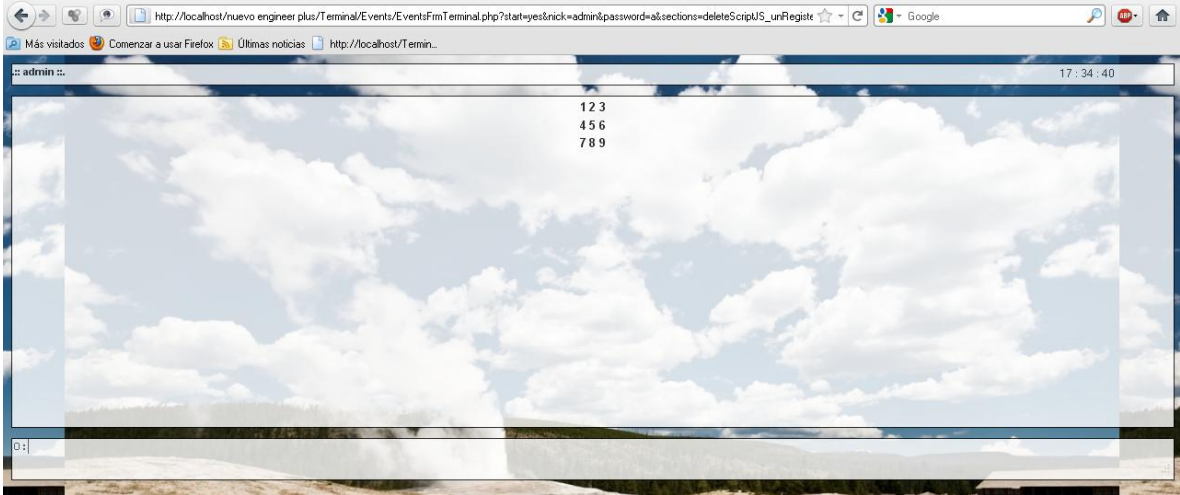 http://localhost/nuevo engineer plus/Terminal/Events/EventsFrmTerminal.php?start=yes&nick=admin&password=a&sections=deleteScriptJS_unRegiste
Google
ABP
Más visitados Comenzar a usar Firefox Últimas noticias http://localhost/Termin...
.:: admin ::. 17 : 34 : 40
1 2 3
4 5 6
7 8 9
0 :